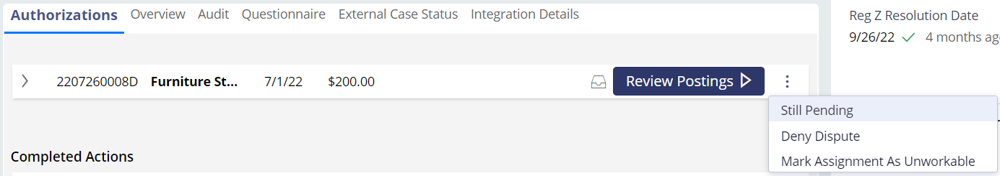 Authorizations Overview Audit Questionnaire External Case Status Integration Details
Reg Z Resolution Date
9/26/22 4 months
2207260008D Furniture St... 7/1/22 $200.00 Review Postings
Still Pending
Deny Dispute
Mark Assignment As Unworkable
Completed Actions